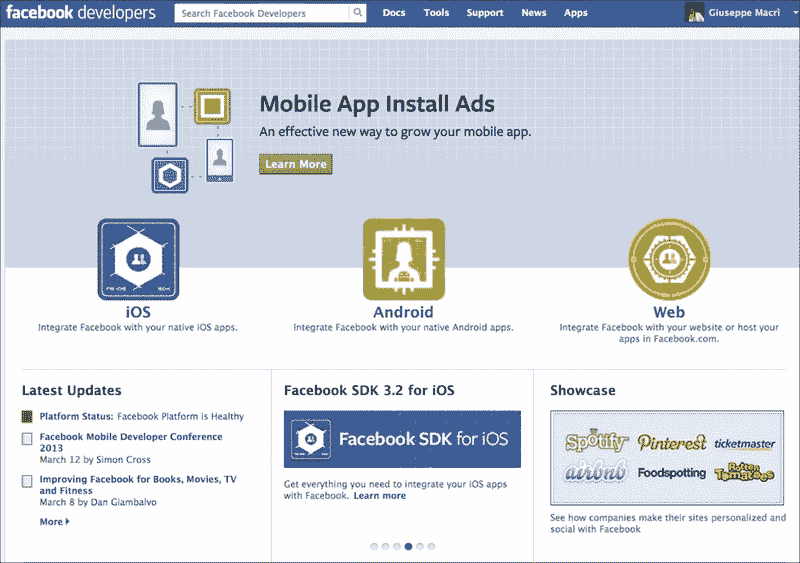 facebook developers
Search Facebook Developers
Docs
Tools
Support
News
Apps
Giuseppe Macrì
Mobile App Install Ads
An effective new way to grow your mobile app.
Learn More
iOS
Integrate Facebook with your native iOS apps.
Android
Integrate Facebook with your native Android apps.
Web
Integrate Facebook with your website or host your
apps in Facebook.com.
Latest Updates
Platform Status: Facebook Platform is Healthy
Facebook Mobile Developer Conference
2013
March 12 by Simon Cross
Improving Facebook for Books, Movies, TV
and Fitness
March 8 by Dan Giambalvo
More
Facebook SDK 3.2 for iOS
Facebook SDK for iOS
Get everything you need to integrate your iOS apps
with Facebook. Learn more
Showcase
Spotify
Pinterest
ticketmaster
airbnb
Foodspotting
Rotten
Tomatoes
See how companies make their sites personalized and
social with Facebook